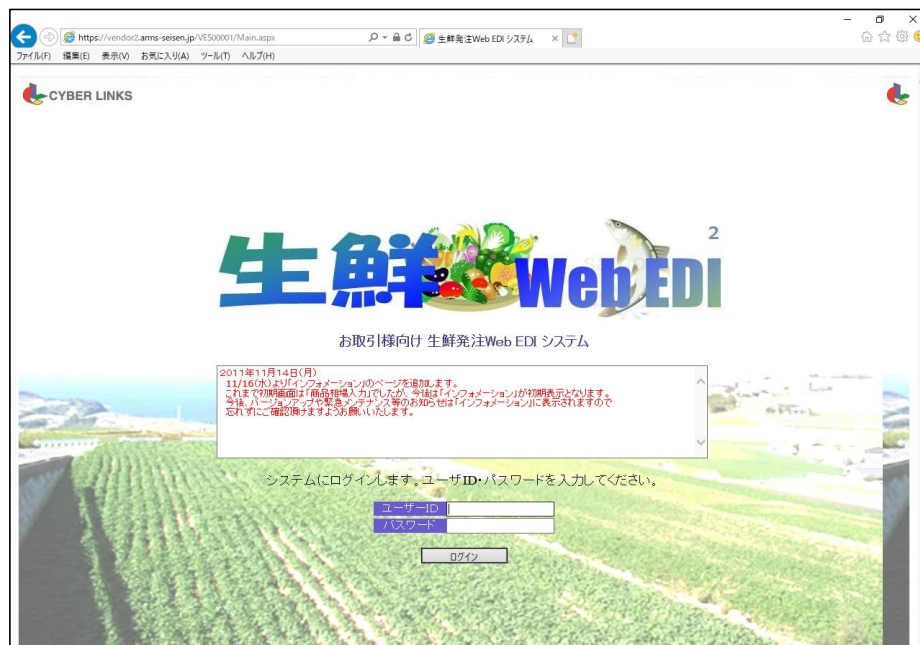 https://vendor2.arms-seisen.jp/VES00001/Main.aspx
生鮮発注Web EDI システム
ファイル(F) 編集(E) 表示(V) お気に入り(A) ツール(T) ヘルプ(H)
CYBER LINKS
生鮮 Web EDI 2
お取引様向け 生鮮発注Web EDI システム
2011年11月14日(月)
11/16(水)より「インフォメーション」のページを追加します。
これまで初期画面は「商品相場入力」でしたが、今後は「インフォメーション」が初期表示となります。
今後、バージョンアップや緊急メンテナンス等のお知らせは「インフォメーション」に表示されますので
忘れずにご確認頂けますようお願いいたします。
システムにログインします。ユーザID・パスワードを入力してください。
ユーザーID
パスワード
ログイン